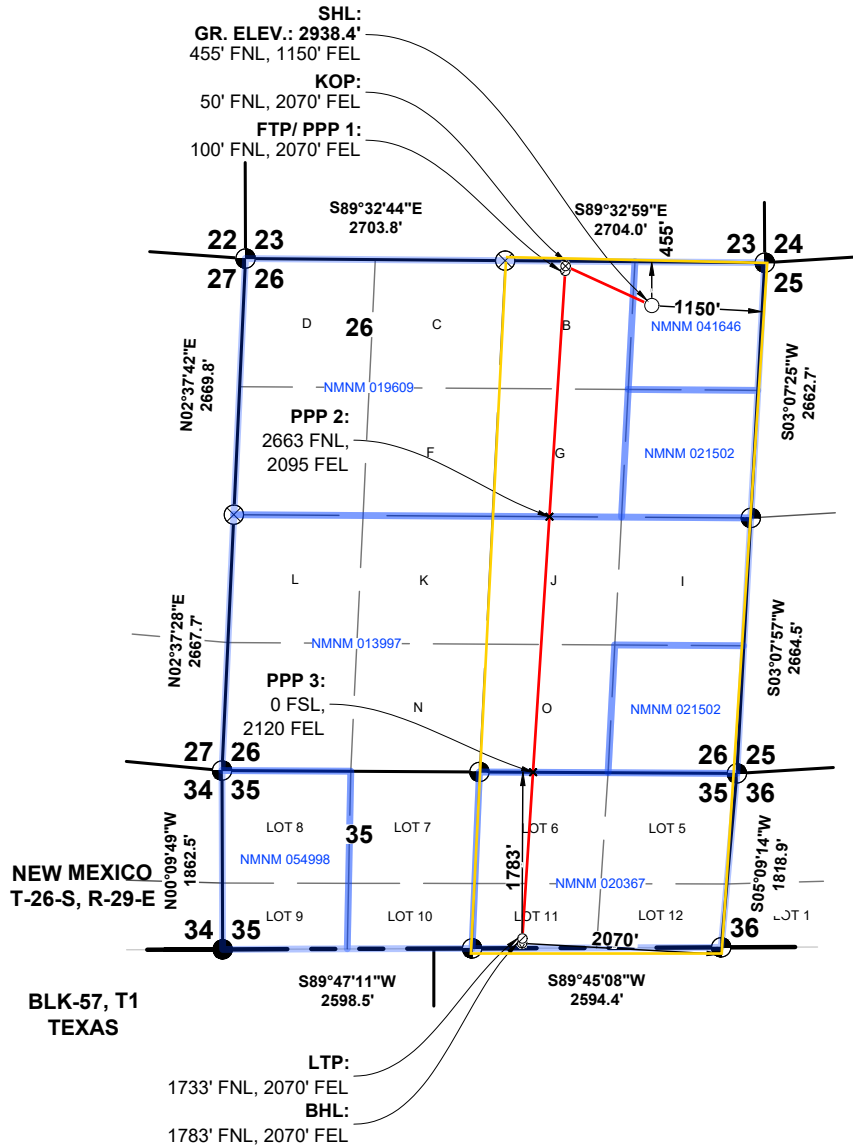 SHL:
GR. ELEV.: 2938.4'
455' FNL, 1150' FEL
KOP:
50' FNL, 2070' FEL
FTP/ PPP 1:
100' FNL, 2070' FEL
S89°32'44"E
2703.8'
S89°32'59"E
2704.0'
455'
22 23
27 26
23 24
25
1150'
D
26
C
B
NMNM 041646
N02°37'42"E
2669.8'
S03°07'25"W
2662.7'
NMNM 019609
PPP 2:
2663 FNL,
2095 FEL
F
G
NMNM 021502
L
K
J
I
N02°37'28"E
2667.7'
S03°07'57"W
2664.5'
NMNM 013997
PPP 3:
0 FSL,
2120 FEL
N
O
NMNM 021502
27 26
34 35
26 25
35 36
LOT 8
35
LOT 7
LOT 6
LOT 5
N00°09'49"W
1862.5'
1783'
S05°09'14"W
1818.9'
NMNM 054998
NMNM 020367
NEW MEXICO
T-26-S, R-29-E
LOT 9
LOT 10
LOT 11
LOT 12
LOT 1
34 35
36
2070'
S89°47'11"W
2598.5'
S89°45'08"W
2594.4'
BLK-57, T1
TEXAS
LTP:
1733' FNL, 2070' FEL
BHL:
1783' FNL, 2070' FEL